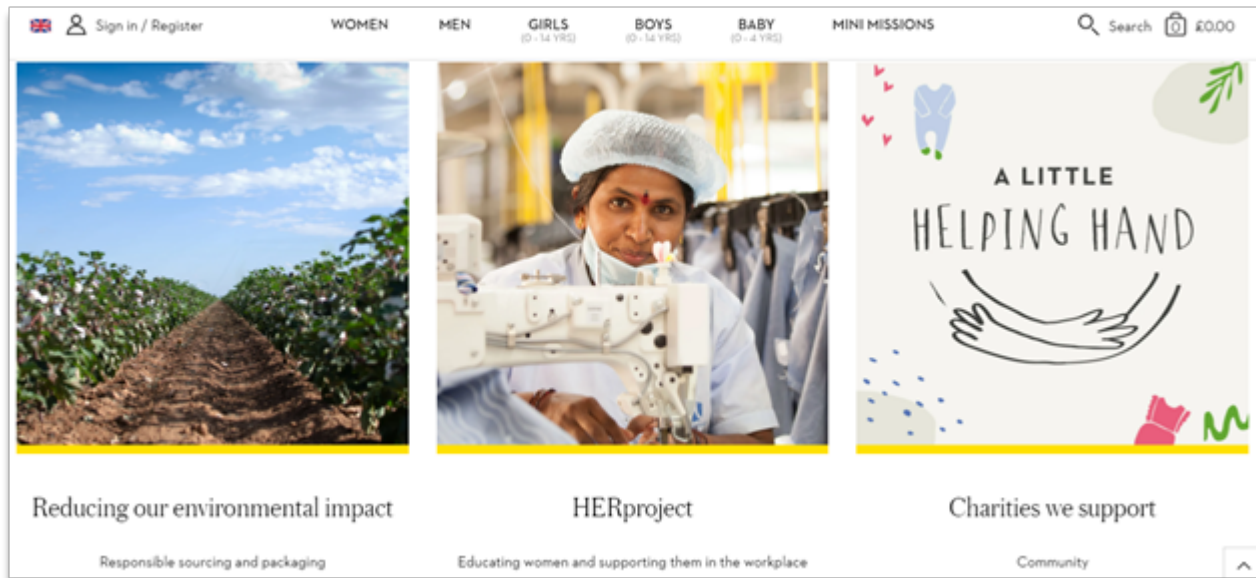 Sign in / Register
WOMEN
MEN
GIRLS
(0 - 14 YRS)
BOYS
(0 - 14 YRS)
BABY
(0 - 4 YRS)
MINI MISSIONS
Search
0
£0.00
A LITTLE
HELPING HAND
Reducing our environmental impact
HERproject
Charities we support
Responsible sourcing and packaging
Educating women and supporting them in the workplace
Community